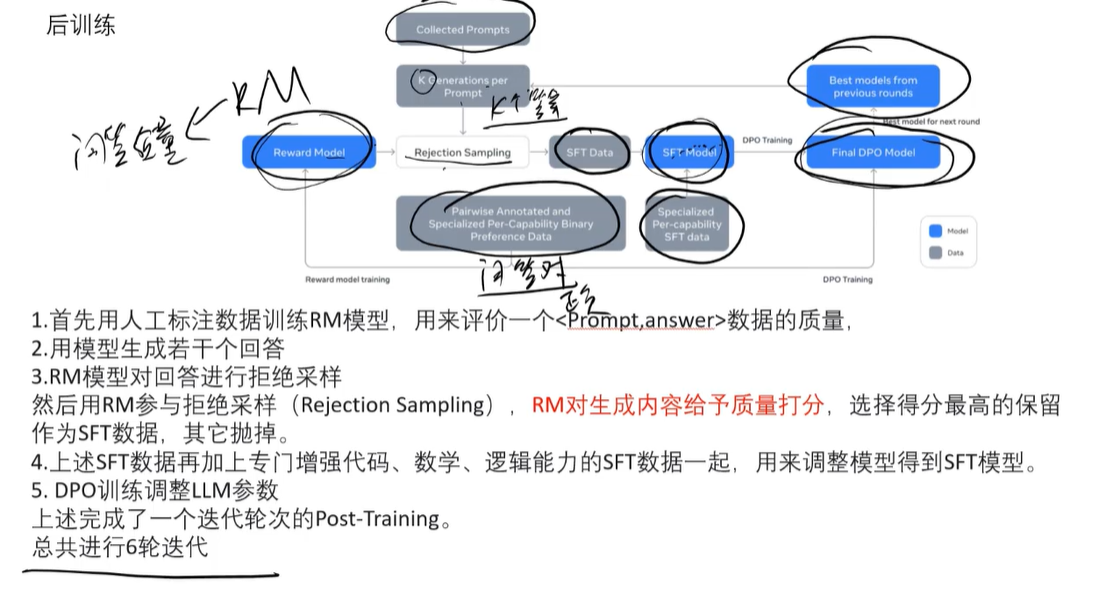 后训练
Collected Prompts
K Generations per
Prompt
K个答案
Best models from
previous rounds
Best model for next round
RM
问答质量
Reward Model
Rejection Sampling
SFT Data
SFT Model
DPO Training
Final DPO Model
Pairwise Annotated and
Specialized Per-Capability Binary
Preference Data
Specialized
Per-capability
SFT data
Model
Data
Reward model training
问答对
DPO Training
1.首先用人工标注数据训练RM模型，用来评价一个<Prompt,answer>数据的质量,
2.用模型生成若干个回答
3.RM模型对回答进行拒绝采样
然后用RM参与拒绝采样（Rejection Sampling），RM对生成内容给予质量打分，选择得分最高的保留
作为SFT数据，其它抛掉。
4.上述SFT数据再加上专门增强代码、数学、逻辑能力的SFT数据一起，用来调整模型得到SFT模型。
5. DPO训练调整LLM参数
上述完成了一个迭代轮次的Post-Training。
总共进行6轮迭代